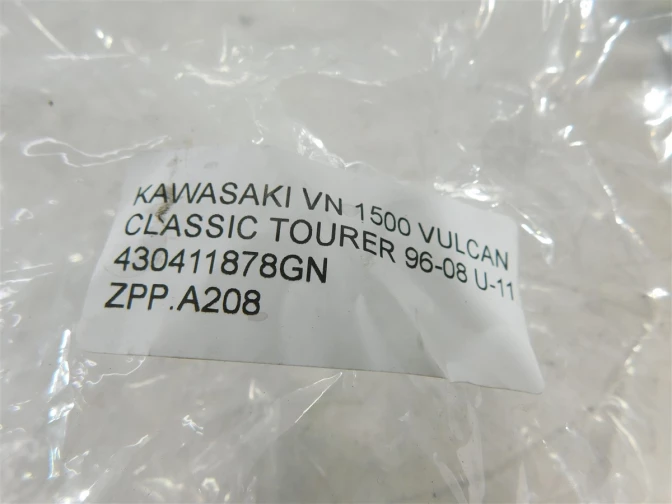 KAWASAKI VN 1500 VULCAN
CLASSIC TOURER 96-08 U-11
430411878GN
ZPP.A208